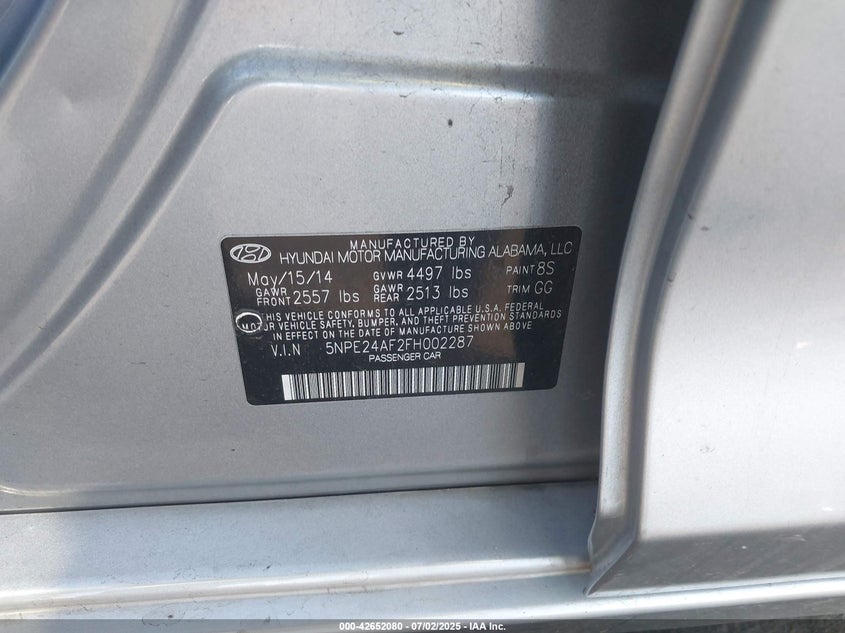 MANUFACTURED BY
HYUNDAI MOTOR MANUFACTURING ALABAMA, LLC
May/15/14 GVWR 4497 lbs PAINT 8S
GAWR FRONT 2557 lbs GAWR REAR 2513 lbs TRIM GG
THIS VEHICLE CONFORMS TO ALL APPLICABLE U.S.A. FEDERAL
MOTOR VEHICLE SAFETY, BUMPER, AND THEFT PREVENTION STANDARDS
IN EFFECT ON THE DATE OF MANUFACTURE SHOWN ABOVE.
V.I.N 5NPE24AF2FH002287
PASSENGER CAR
000-42652080 - 07/02/2025 - IAA Inc.